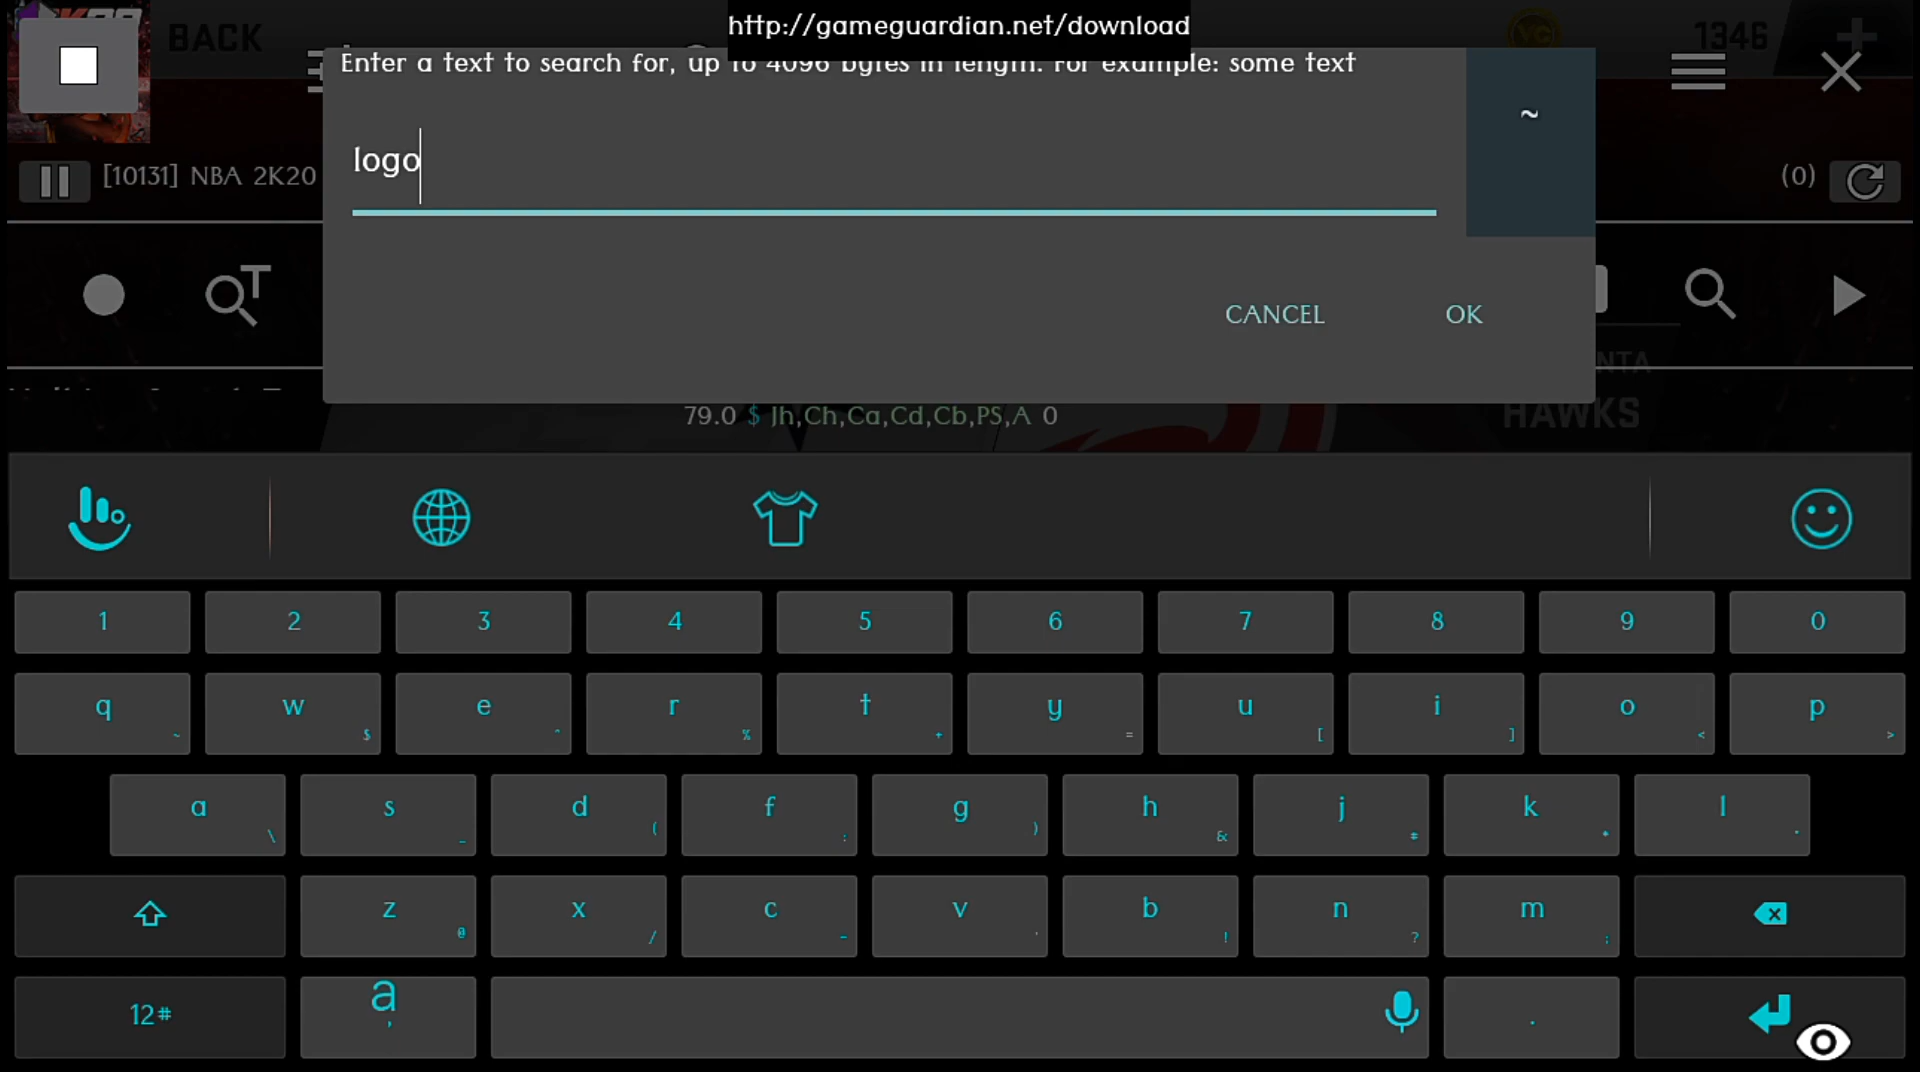 http://gameguardian.net/download
BACK
1346
VC
Enter a text to search for, up to 4096 bytes in length. For example: some text
~
logo
[10131] NBA 2K20
(0)
T
CANCEL
OK
79.0 $ Jh,Ch,Ca,Cd,Cb,PS,A 0
HAWKS
1 2 3 4 5 6 7 8 9 0
q w e r t y u i o p
~ $ ^ % + = [ ] < >
a s d f g h j k l
\ _ ( : ) & # *
z x c v b n m
@ / - ' ! ? ;
12# a , .